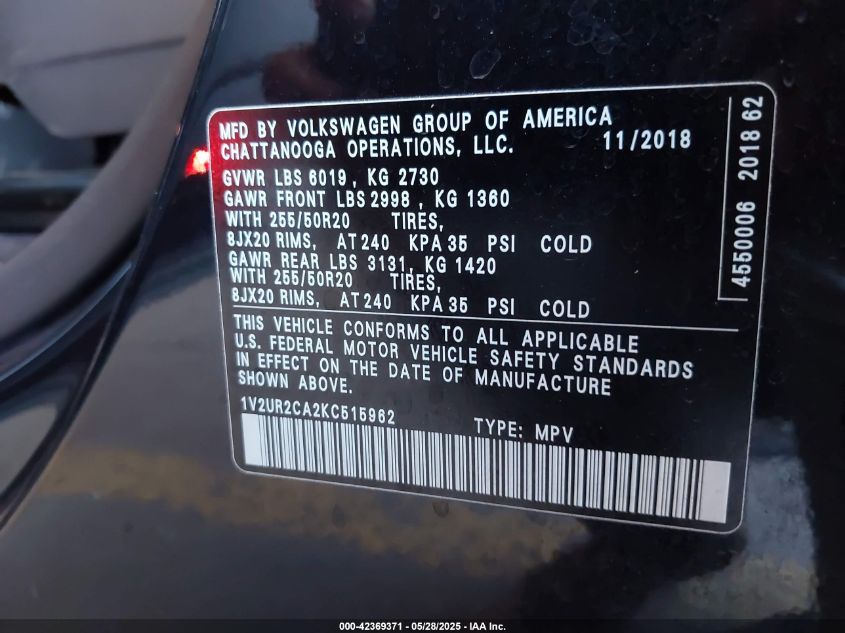 MFD BY VOLKSWAGEN GROUP OF AMERICA
CHATTANOOGA OPERATIONS, LLC. 11/2018
GVWR LBS 6019, KG 2730
GAWR FRONT LBS 2998, KG 1360
WITH 255/50R20 TIRES,
8JX20 RIMS, AT 240 KPA 35 PSI COLD
GAWR REAR LBS 3131, KG 1420
WITH 255/50R20 TIRES,
8JX20 RIMS, AT 240 KPA 35 PSI COLD
THIS VEHICLE CONFORMS TO ALL APPLICABLE
U.S. FEDERAL MOTOR VEHICLE SAFETY STANDARDS
IN EFFECT ON THE DATE OF MANUFACTURE
SHOWN ABOVE.
1V2UR2CA2KC515962 TYPE: MPV
4550006 2018 62
000-42369371 - 05/28/2025 - IAA Inc.